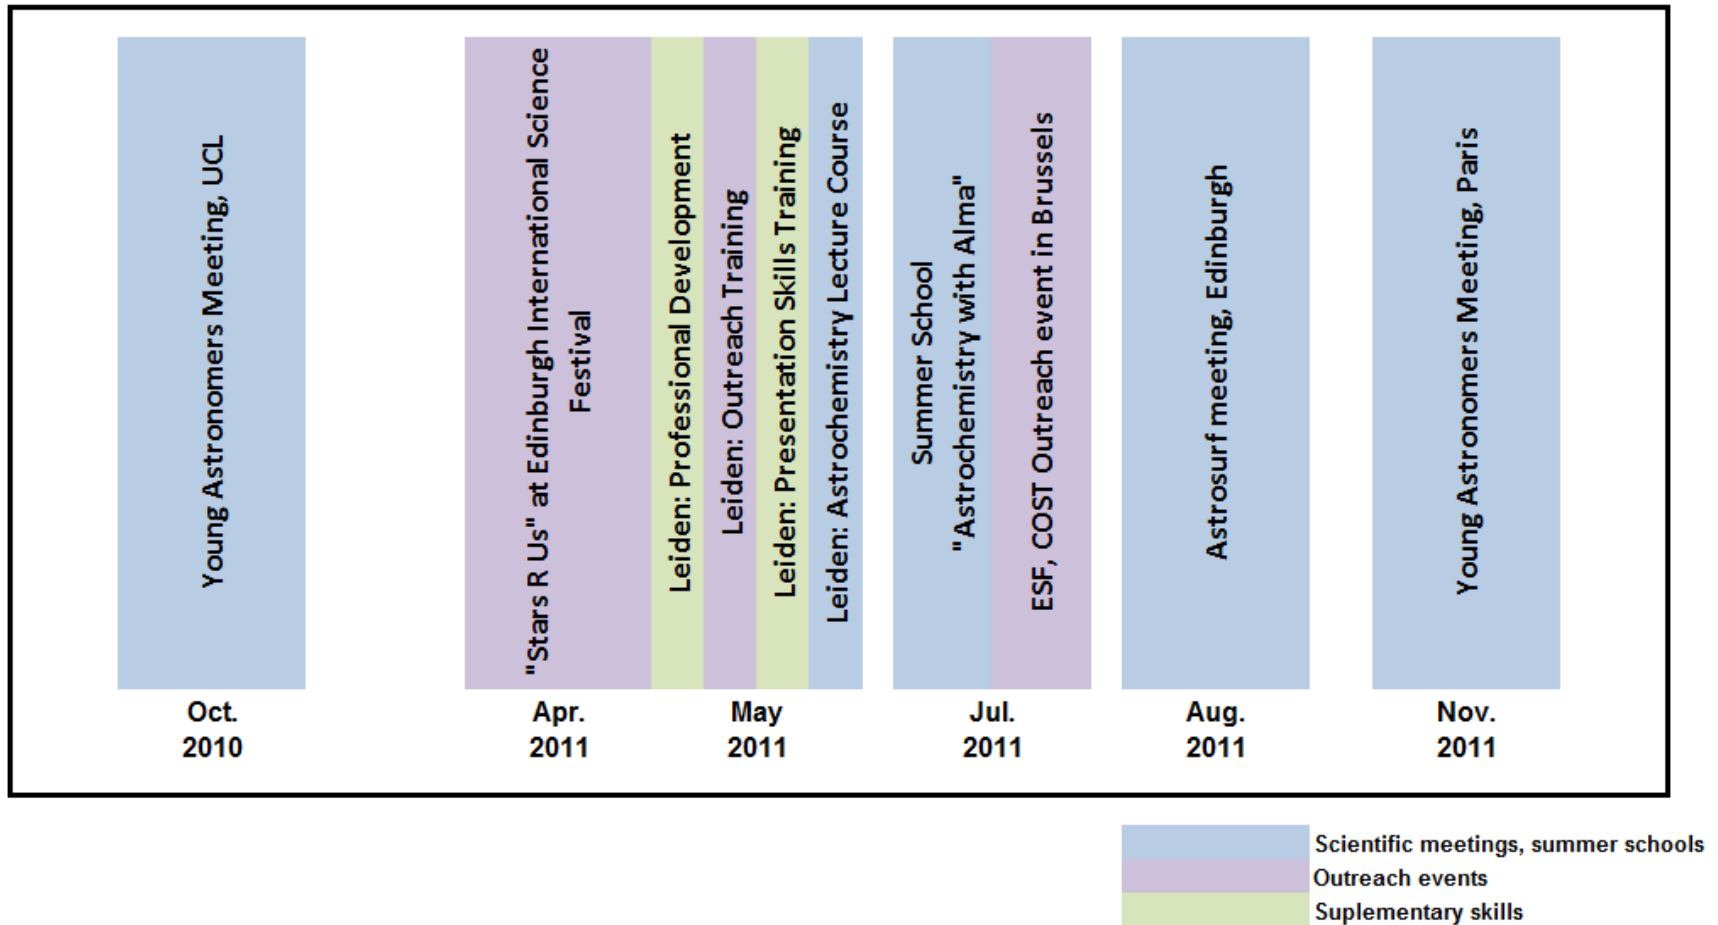 Young Astronomers Meeting, UCL
"Stars R Us" at Edinburgh International Science
Festival
Leiden: Professional Development
Leiden: Outreach Training
Leiden: Presentation Skills Training
Leiden: Astrochemistry Lecture Course
Summer School
"Astrochemistry with Alma"
ESF, COST Outreach event in Brussels
Astrosurf meeting, Edinburgh
Young Astronomers Meeting, Paris
Oct.
2010
Apr.
2011
May
2011
Jul.
2011
Aug.
2011
Nov.
2011
Scientific meetings, summer schools
Outreach events
Suplementary skills